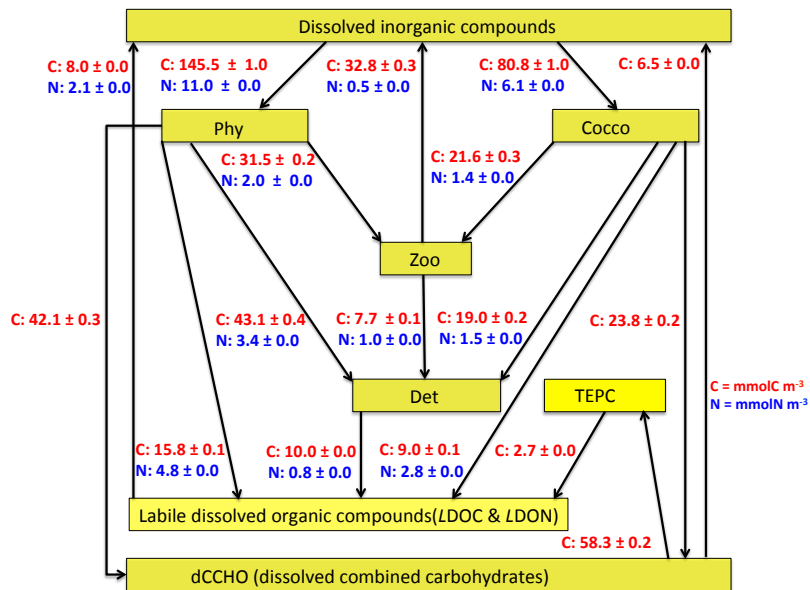 Dissolved inorganic compounds
C: 8.0 ± 0.0
N: 2.1 ± 0.0
C: 145.5 ± 1.0
N: 11.0 ± 0.0
C: 32.8 ± 0.3
N: 0.5 ± 0.0
C: 80.8 ± 1.0
N: 6.1 ± 0.0
C: 6.5 ± 0.0
Phy
Cocco
C: 31.5 ± 0.2
N: 2.0 ± 0.0
C: 21.6 ± 0.3
N: 1.4 ± 0.0
Zoo
C: 42.1 ± 0.3
C: 43.1 ± 0.4
N: 3.4 ± 0.0
C: 7.7 ± 0.1
N: 1.0 ± 0.0
C: 19.0 ± 0.2
N: 1.5 ± 0.0
C: 23.8 ± 0.2
Det
TEPC
C = mmolC m⁻³
N = mmolN m⁻³
C: 15.8 ± 0.1
N: 4.8 ± 0.0
C: 10.0 ± 0.0
N: 0.8 ± 0.0
C: 9.0 ± 0.1
N: 2.8 ± 0.0
C: 2.7 ± 0.0
Labile dissolved organic compounds(LDOC & LDON)
C: 58.3 ± 0.2
dCCHO (dissolved combined carbohydrates)